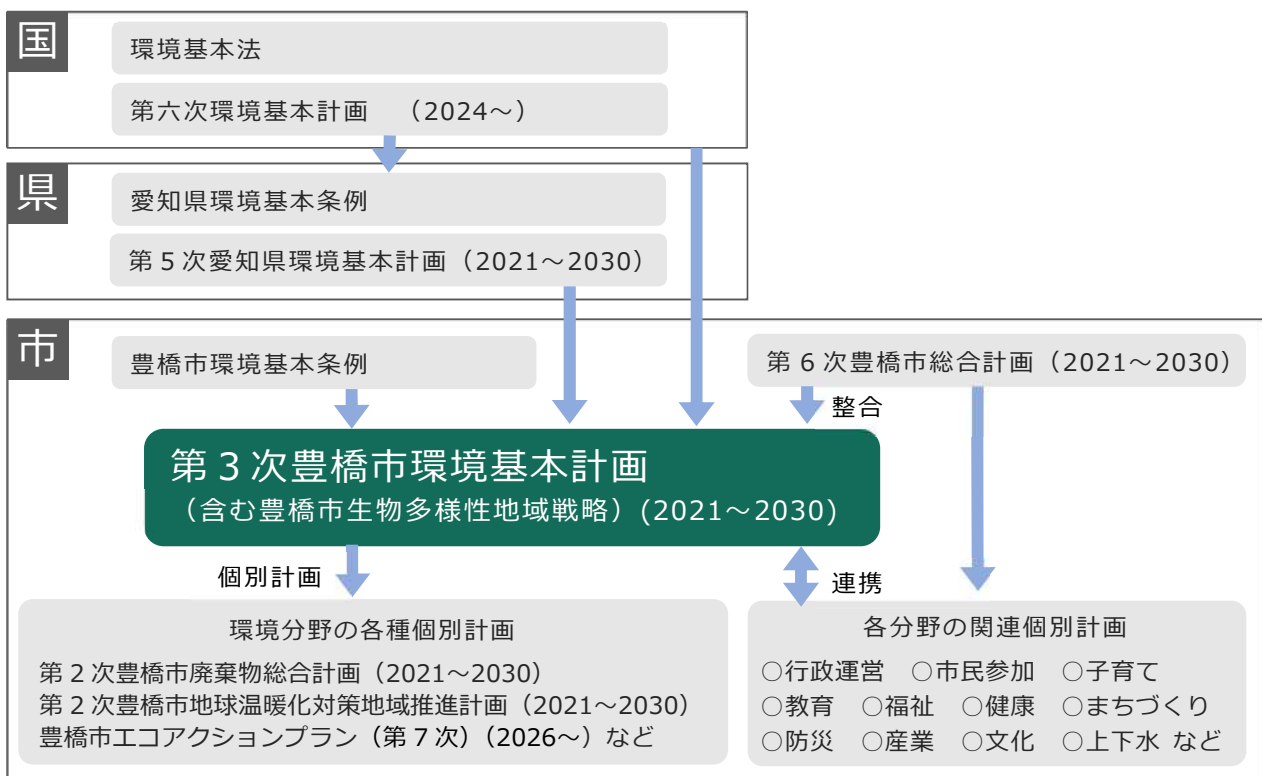 国
環境基本法
第六次環境基本計画 (2024～)
県
愛知県環境基本条例
第5次愛知県環境基本計画（2021～2030）
市
豊橋市環境基本条例
第6次豊橋市総合計画（2021～2030）
整合
第3次豊橋市環境基本計画
（含む豊橋市生物多様性地域戦略）(2021～2030)
個別計画
連携
環境分野の各種個別計画
第2次豊橋市廃棄物総合計画（2021～2030）
第2次豊橋市地球温暖化対策地域推進計画（2021～2030）
豊橋市エコアクションプラン（第7次）（2026～）など
各分野の関連個別計画
○行政運営 ○市民参加 ○子育て
○教育 ○福祉 ○健康 ○まちづくり
○防災 ○産業 ○文化 ○上下水 など